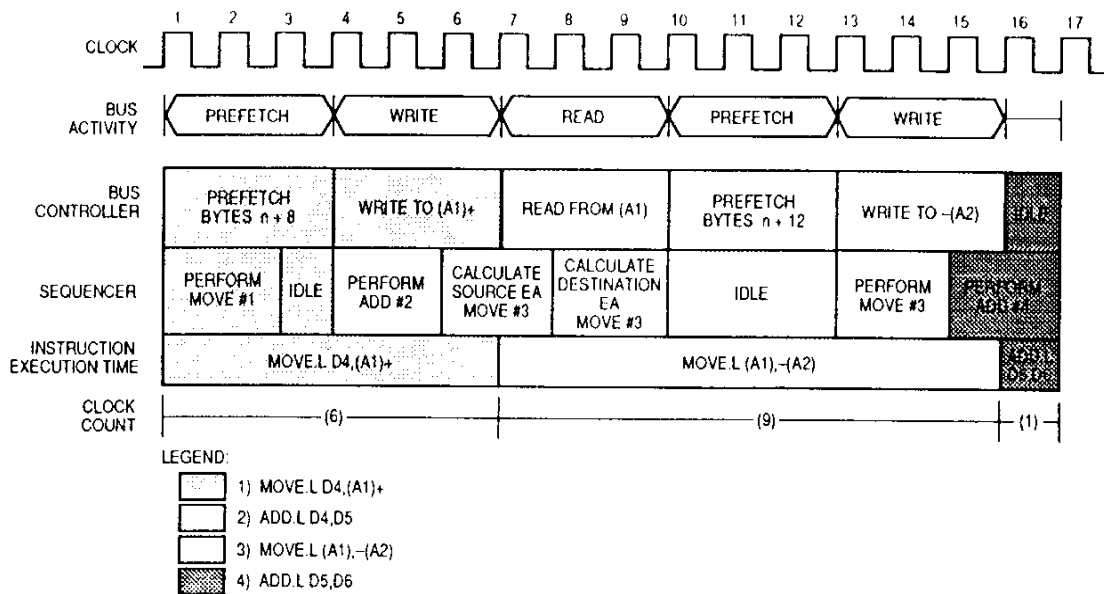 1 2 3 4 5 6 7 8 9 10 11 12 13 14 15 16 17
CLOCK
BUS
ACTIVITY
PREFETCH WRITE READ PREFETCH WRITE
BUS
CONTROLLER
PREFETCH
BYTES n + 8
WRITE TO (A1)+
READ FROM (A1)
PREFETCH
BYTES n + 12
WRITE TO –(A2)
IDLE
SEQUENCER
PERFORM
MOVE #1
IDLE
PERFORM
ADD #2
CALCULATE
SOURCE EA
MOVE #3
CALCULATE
DESTINATION
EA
MOVE #3
IDLE
PERFORM
MOVE #3
PERFORM
ADD #4
INSTRUCTION
EXECUTION TIME
MOVE.L D4,(A1)+
MOVE.L (A1),–(A2)
ADD.L
CLOCK
COUNT
(6) (9) (1)
LEGEND:
1) MOVE.L D4,(A1)+
2) ADD.L D4,D5
3) MOVE.L (A1),–(A2)
4) ADD.L D5,D6